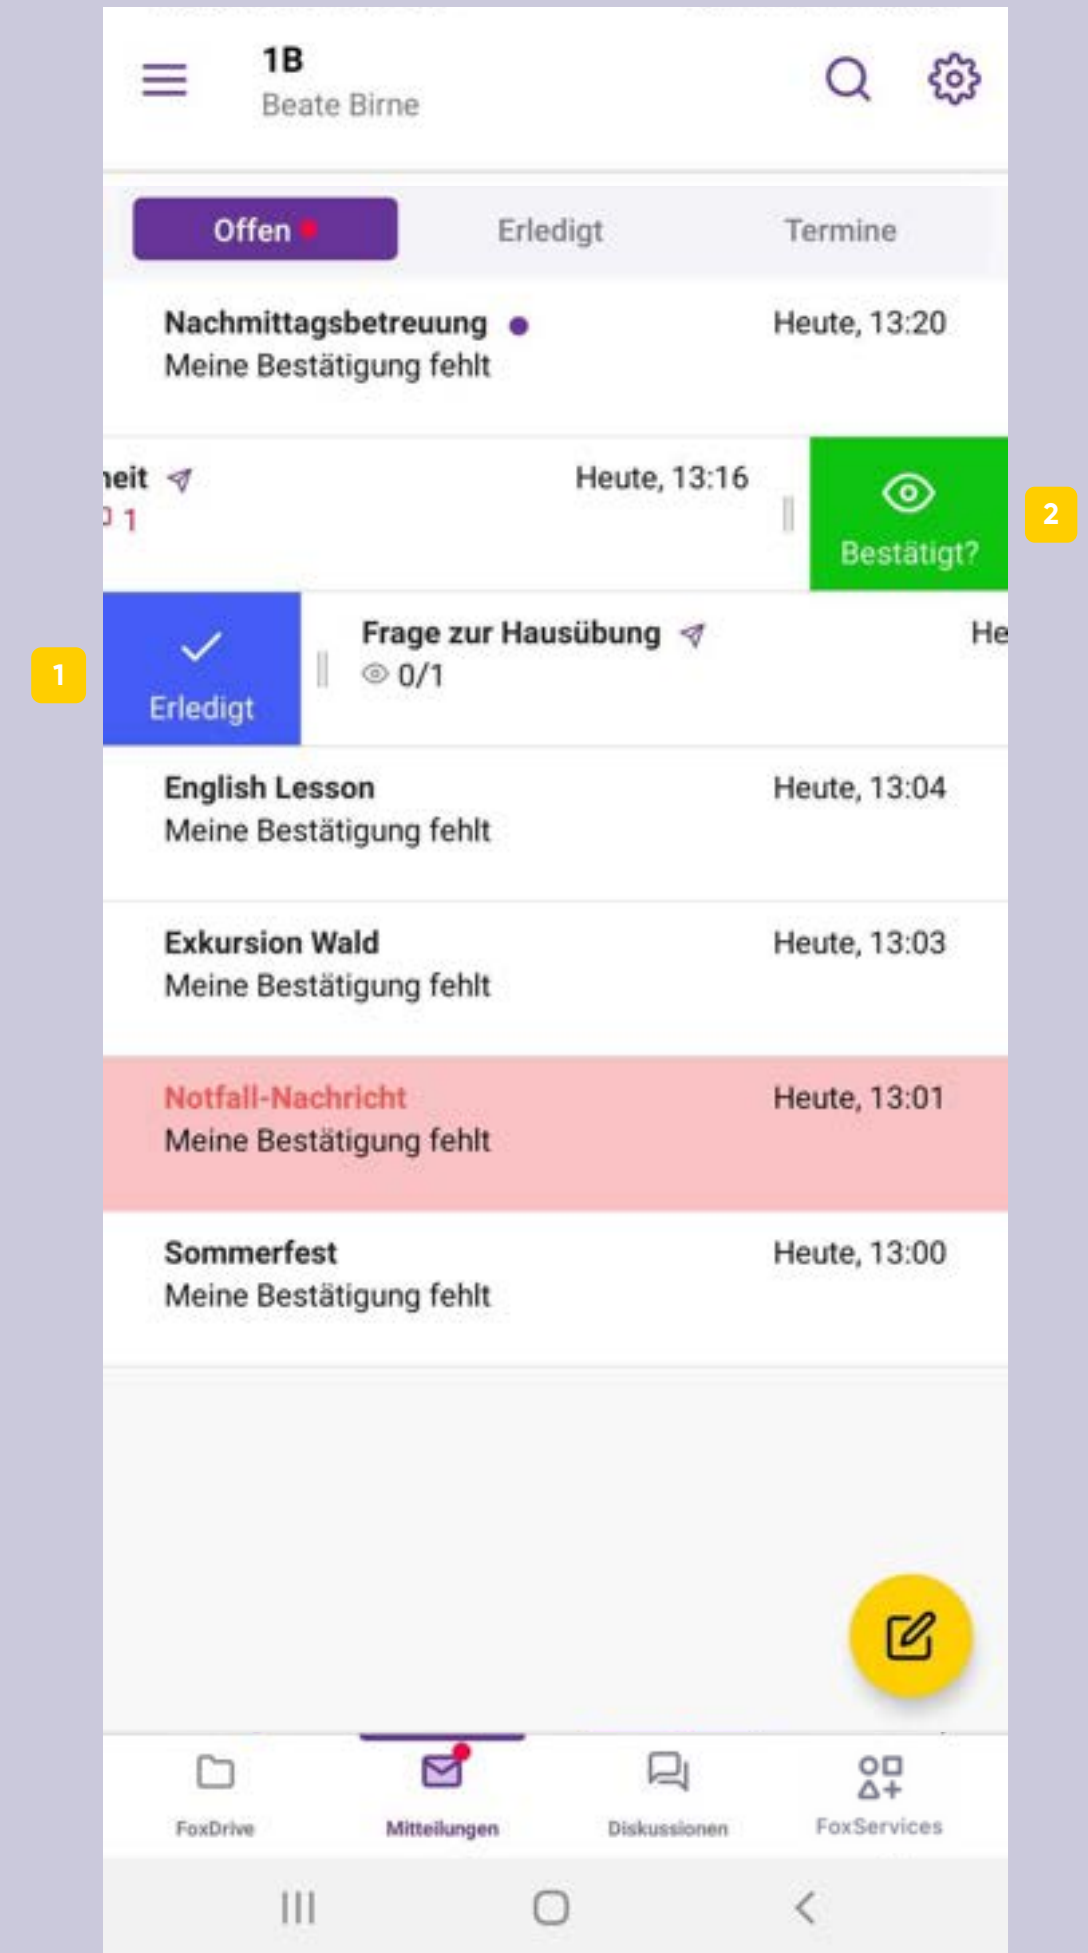 1B
Beate Birne
Offen
Erledigt
Termine
Nachmittagsbetreuung
Heute, 13:20
Meine Bestätigung fehlt
heit
Heute, 13:16
1
Bestätigt?
2
Frage zur Hausübung
He
0/1
1
Erledigt
English Lesson
Heute, 13:04
Meine Bestätigung fehlt
Exkursion Wald
Heute, 13:03
Meine Bestätigung fehlt
Notfall-Nachricht
Heute, 13:01
Meine Bestätigung fehlt
Sommerfest
Heute, 13:00
Meine Bestätigung fehlt
FoxDrive
Mitteilungen
Diskussionen
FoxServices